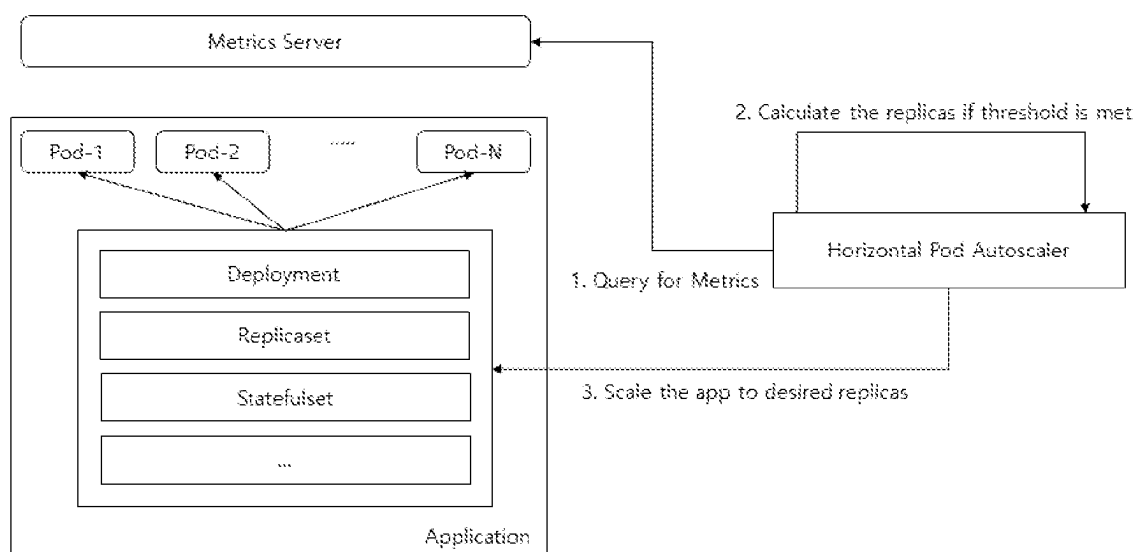 Metrics Server
2. Calculate the replicas if threshold is met
Pod-1
Pod-2
.....
Pod-N
Horizontal Pod Autoscaler
Deployment
1. Query for Metrics
Replicaset
3. Scale the app to desired replicas
Statefulset
...
Application